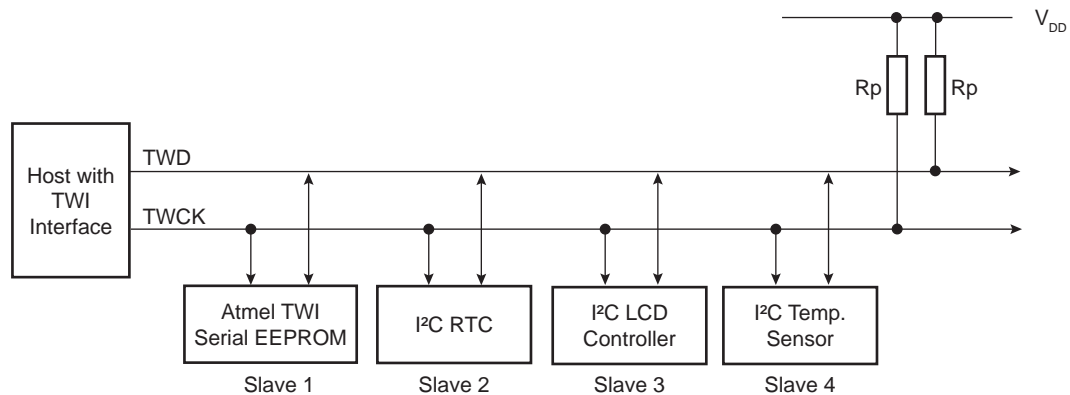 V_DD
Rp
Rp
Host with
TWI
Interface
TWD
TWCK
Atmel TWI
Serial EEPROM
I²C RTC
I²C LCD
Controller
I²C Temp.
Sensor
Slave 1
Slave 2
Slave 3
Slave 4